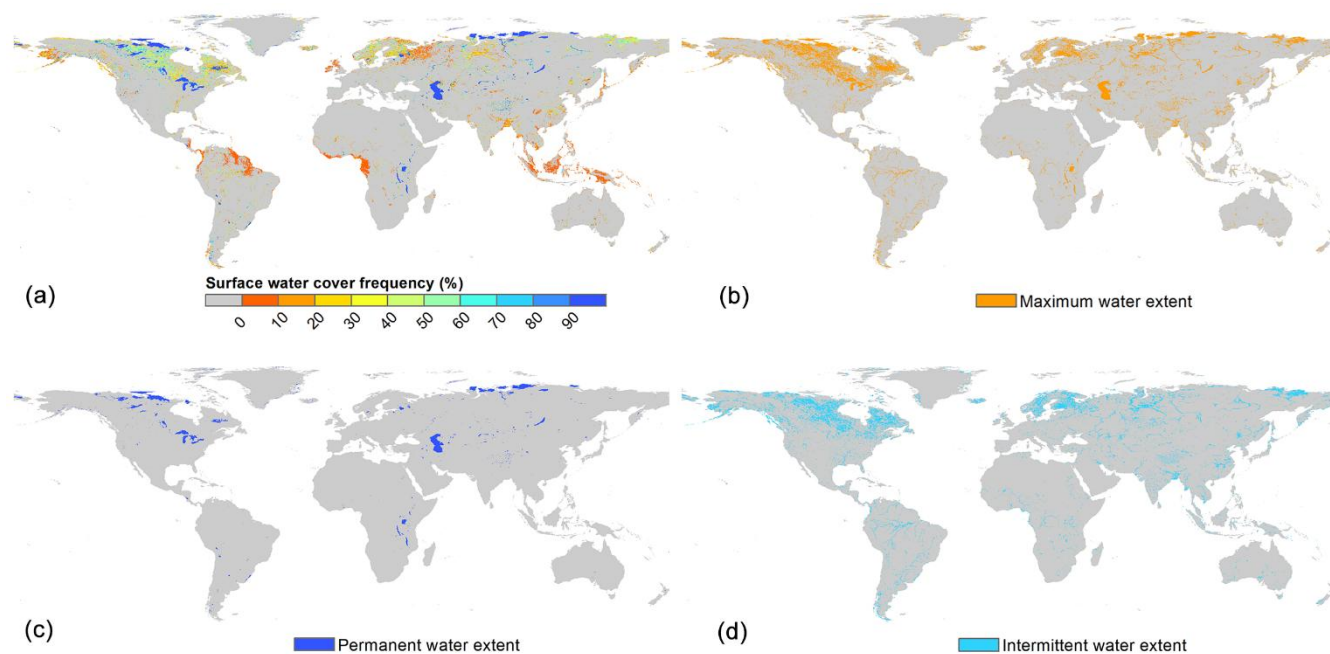 (a)
Surface water cover frequency (%)
0 10 20 30 40 50 60 70 80 90
(b)
Maximum water extent
(c)
Permanent water extent
(d)
Intermittent water extent